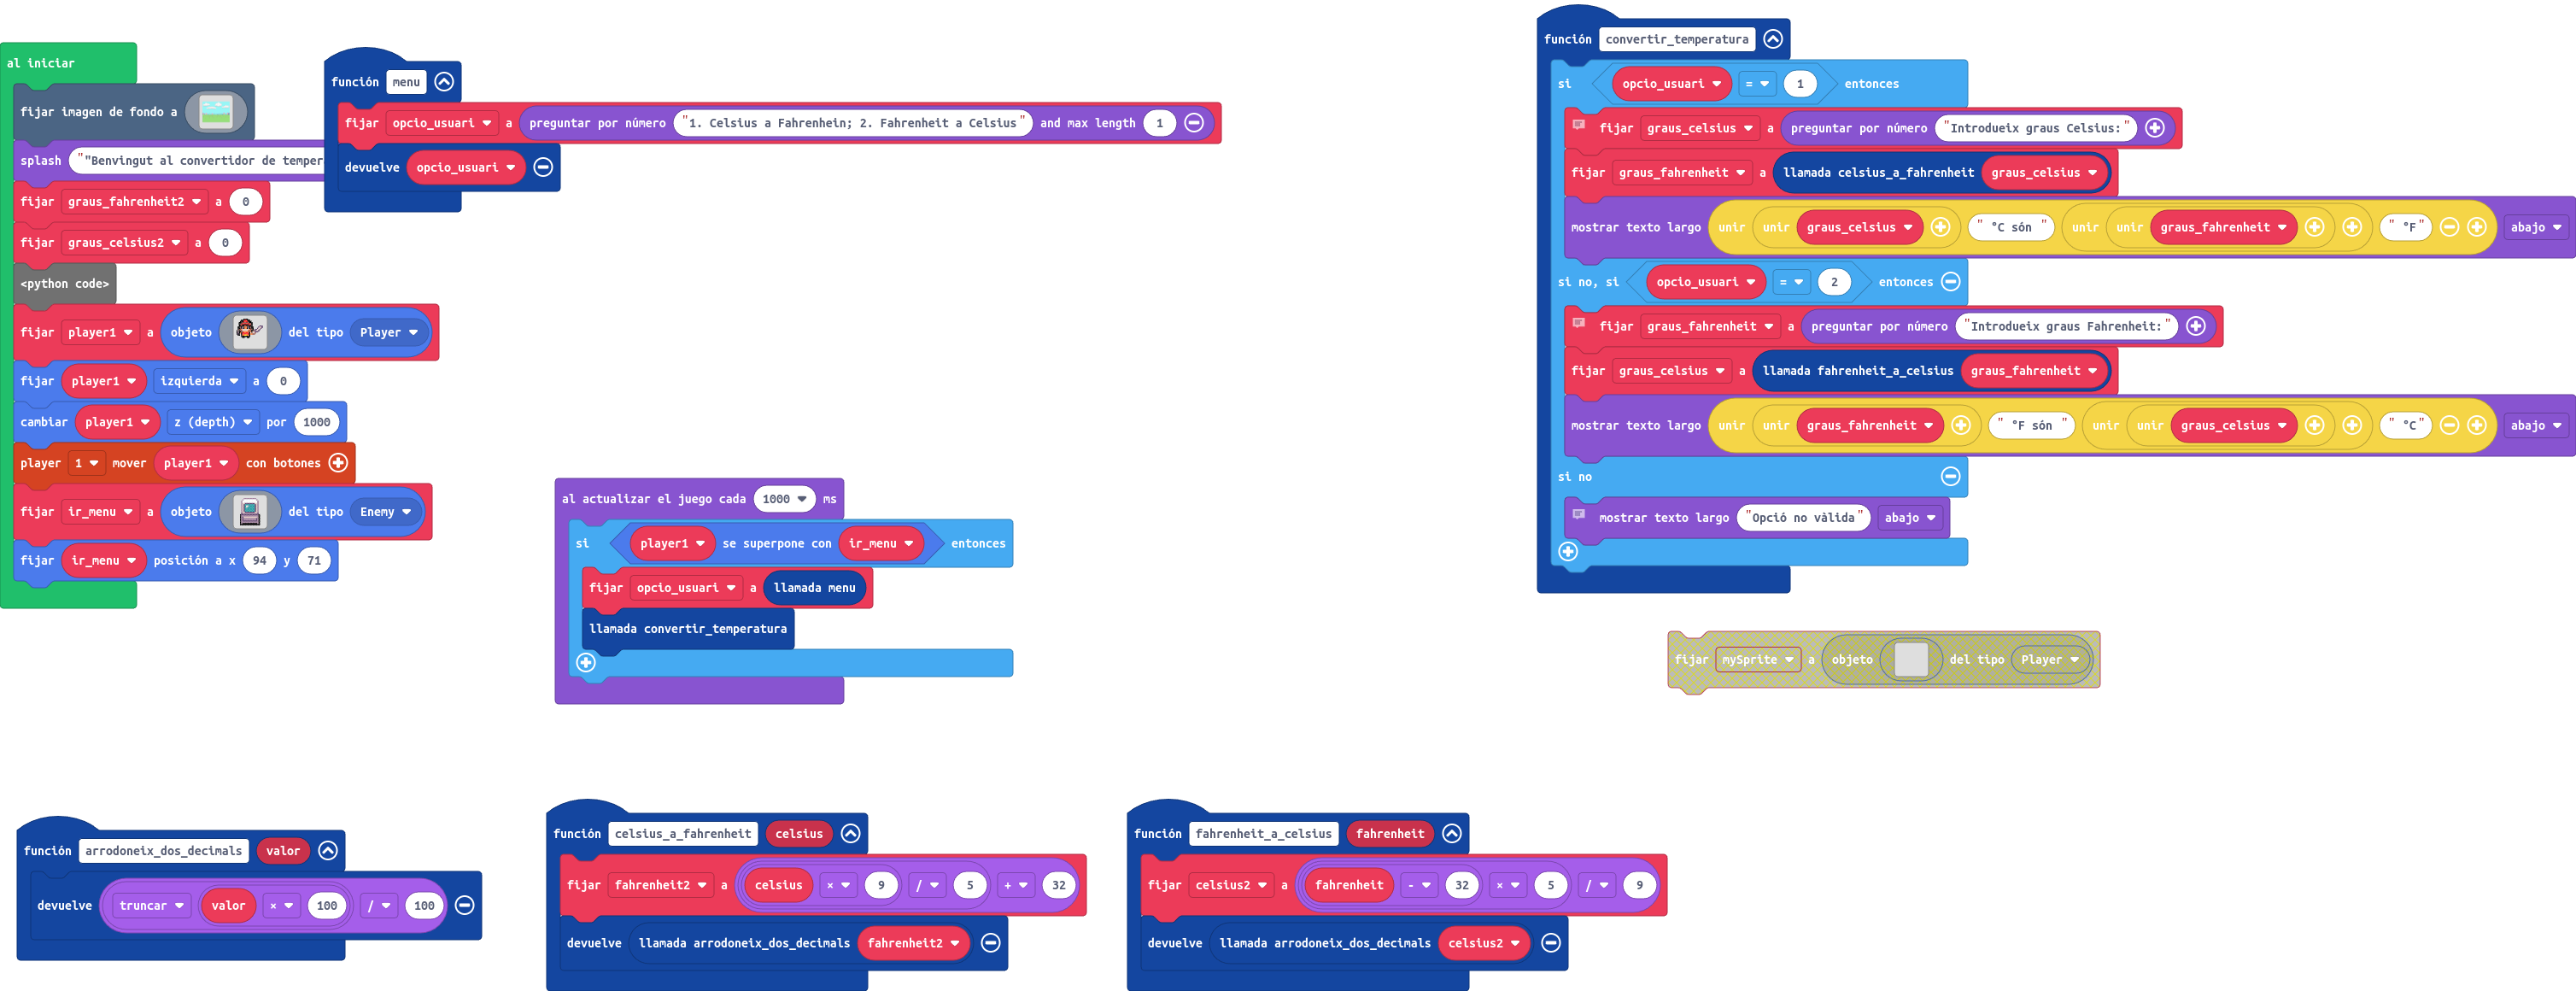 al iniciar
fijar imagen de fondo a
splash ""Benvingut al convertidor de temper
fijar graus_fahrenheit2 a 0
fijar graus_celsius2 a 0
<python code>
fijar player1 a objeto del tipo Player
fijar player1 izquierda a 0
cambiar player1 z (depth) por 1000
player 1 mover player1 con botones
fijar ir_menu a objeto del tipo Enemy
fijar ir_menu posición a x 94 y 71
función menu
fijar opcio_usuari a preguntar por número "1. Celsius a Fahrenhein; 2. Fahrenheit a Celsius" and max length 1
devuelve opcio_usuari
al actualizar el juego cada 1000 ms
si player1 se superpone con ir_menu entonces
fijar opcio_usuari a llamada menu
llamada convertir_temperatura
función convertir_temperatura
si opcio_usuari = 1 entonces
fijar graus_celsius a preguntar por número "Introdueix graus Celsius:"
fijar graus_fahrenheit a llamada celsius_a_fahrenheit graus_celsius
mostrar texto largo unir unir graus_celsius " °C són " unir unir graus_fahrenheit " °F" abajo
si no, si opcio_usuari = 2 entonces
fijar graus_fahrenheit a preguntar por número "Introdueix graus Fahrenheit:"
fijar graus_celsius a llamada fahrenheit_a_celsius graus_fahrenheit
mostrar texto largo unir unir graus_fahrenheit " °F són " unir unir graus_celsius " °C" abajo
si no
mostrar texto largo "Opció no vàlida" abajo
fijar mySprite a objeto del tipo Player
función arrodoneix_dos_decimals valor
devuelve truncar valor × 100 / 100
función celsius_a_fahrenheit celsius
fijar fahrenheit2 a celsius × 9 / 5 + 32
devuelve llamada arrodoneix_dos_decimals fahrenheit2
función fahrenheit_a_celsius fahrenheit
fijar celsius2 a fahrenheit - 32 × 5 / 9
devuelve llamada arrodoneix_dos_decimals celsius2